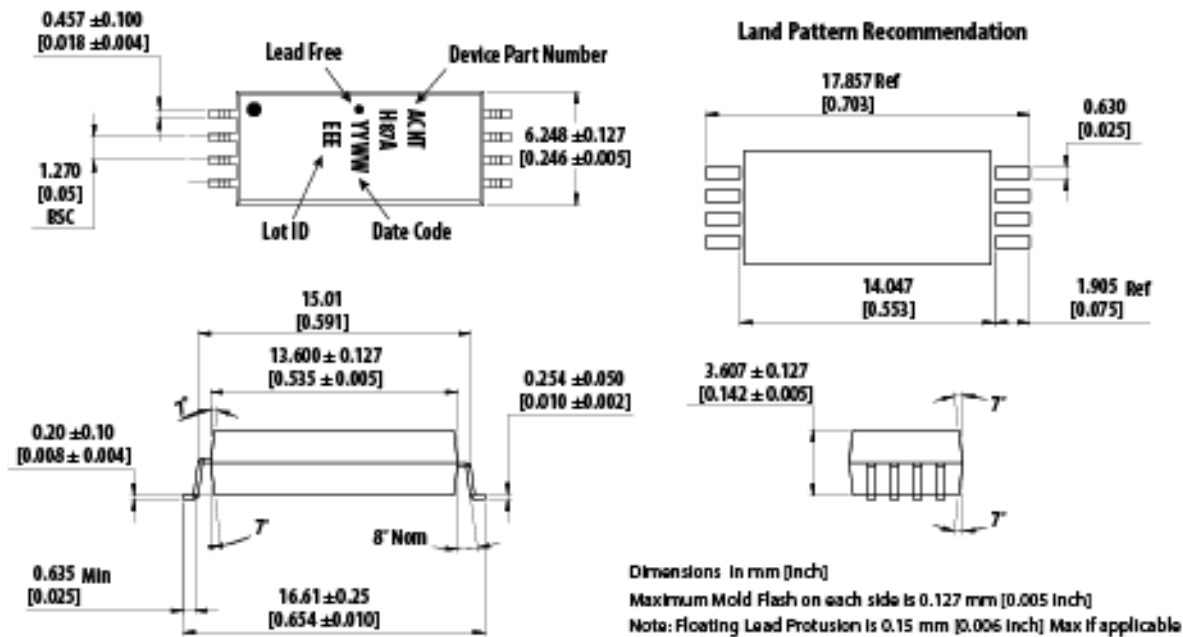 0.457 ±0.100
[0.018 ±0.004]
Lead Free
Device Part Number
ACNT
H87A
YYWW
EEE
6.248 ±0.127
[0.246 ±0.005]
1.270
[0.05]
BSC
Lot ID
Date Code
Land Pattern Recommendation
17.857 Ref
[0.703]
0.630
[0.025]
14.047
[0.553]
1.905 Ref
[0.075]
15.01
[0.591]
13.600 ± 0.127
[0.535 ± 0.005]
0.254 ±0.050
[0.010 ±0.002]
7°
0.20 ±0.10
[0.008 ± 0.004]
7°
8° Nom
0.635 Min
[0.025]
16.61 ±0.25
[0.654 ±0.010]
3.607 ± 0.127
[0.142 ± 0.005]
7°
7°
Dimensions in mm [inch]
Maximum Mold Flash on each side is 0.127 mm [0.005 inch]
Note: Floating Lead Protusion is 0.15 mm [0.006 inch] Max if applicable